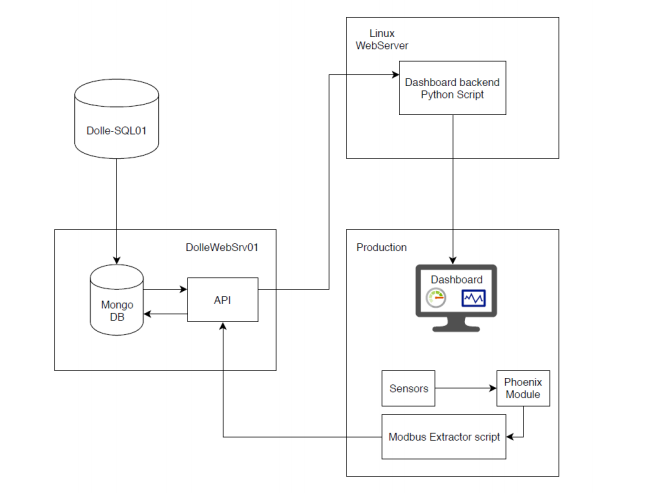 Linux
WebServer
Dashboard backend
Python Script
Dolle-SQL01
DolleWebSrv01
Mongo
DB
API
Production
Dashboard
Sensors
Phoenix
Module
Modbus Extractor script